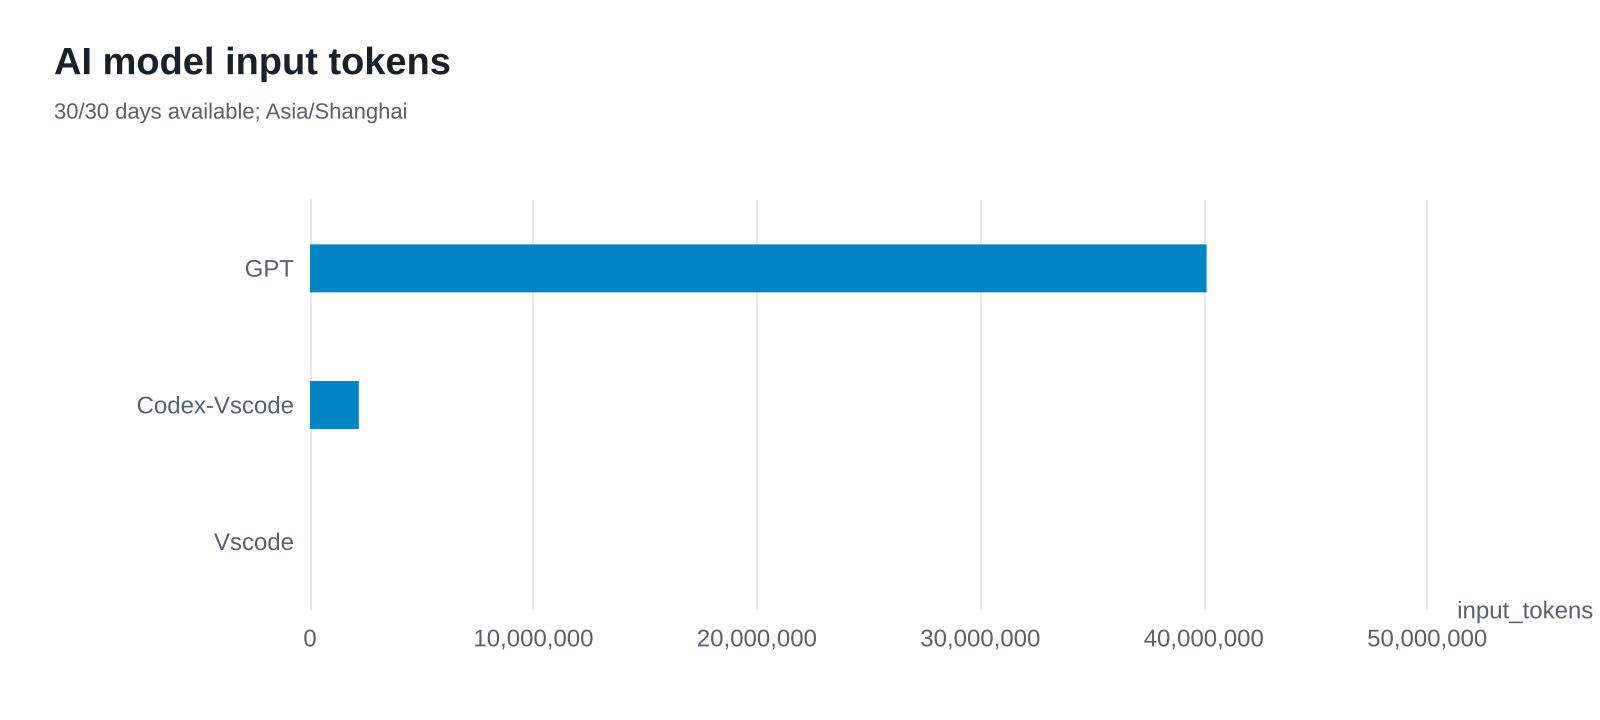 AI model input tokens
30/30 days available; Asia/Shanghai
GPT
Codex-Vscode
Vscode
input_tokens
0 10,000,000 20,000,000 30,000,000 40,000,000 50,000,000